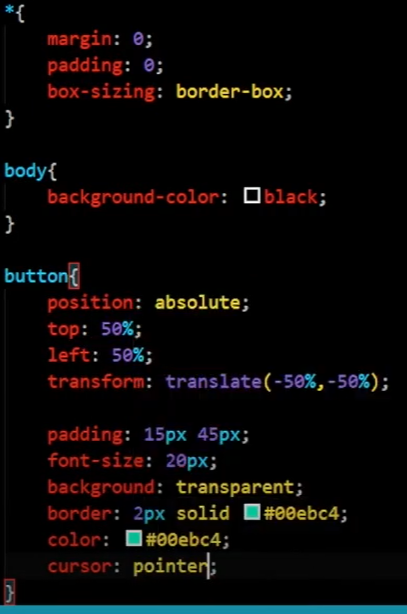 *{
margin: 0;
padding: 0;
box-sizing: border-box;
}
body{
background-color: black;
}
button{
position: absolute;
top: 50%;
left: 50%;
transform: translate(-50%,-50%);
padding: 15px 45px;
font-size: 20px;
background: transparent;
border: 2px solid #00ebc4;
color: #00ebc4;
cursor: pointer;
}